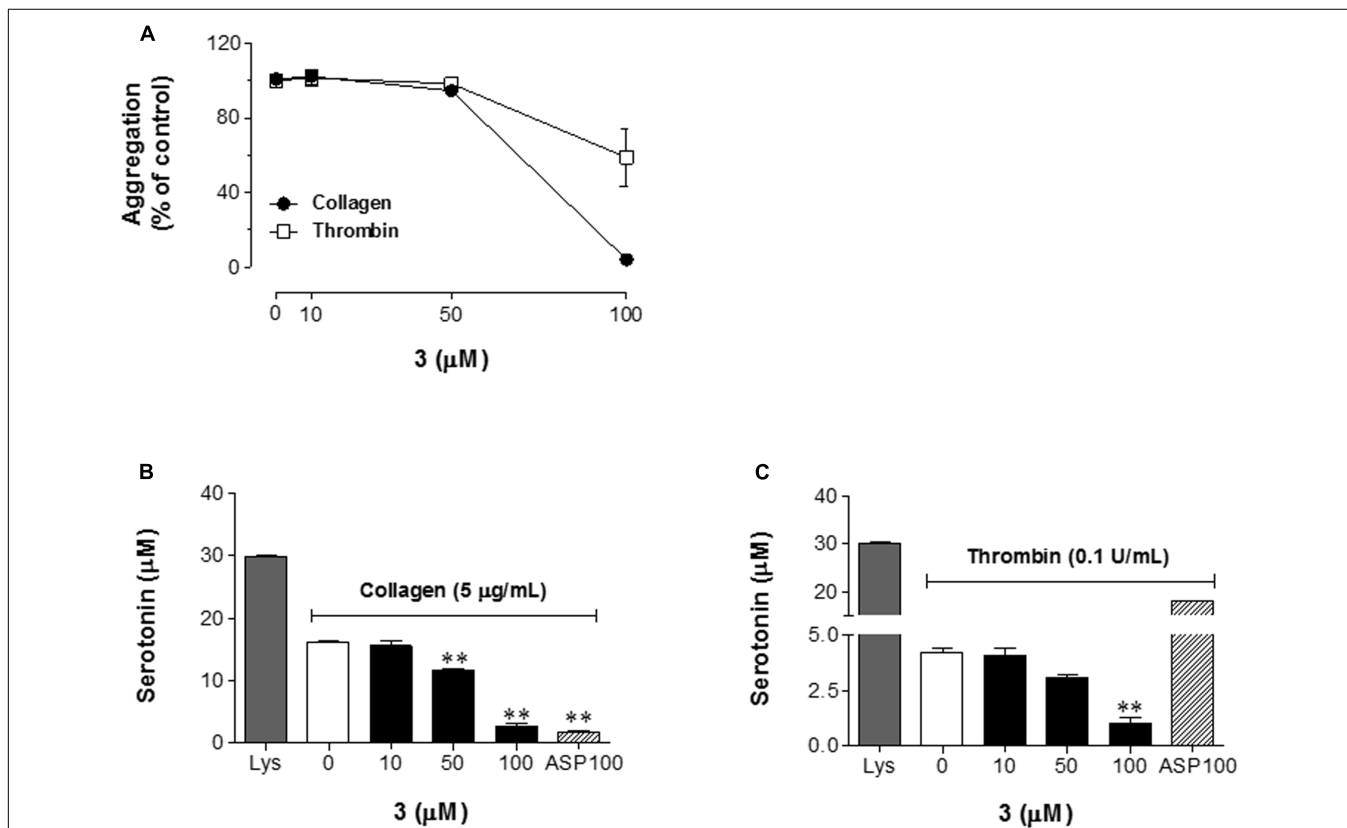 A
Aggregation
(% of control)
120
80
40
0
Collagen
Thrombin
0 10 50 100
3 (μM)
B
Serotonin (μM)
40
30
20
10
0
Collagen (5 μg/mL)
**
**
**
Lys 0 10 50 100 ASP100
3 (μM)
C
Serotonin (μM)
40
30
20
5.0
2.5
0.0
Thrombin (0.1 U/mL)
**
Lys 0 10 50 100 ASP100
3 (μM)